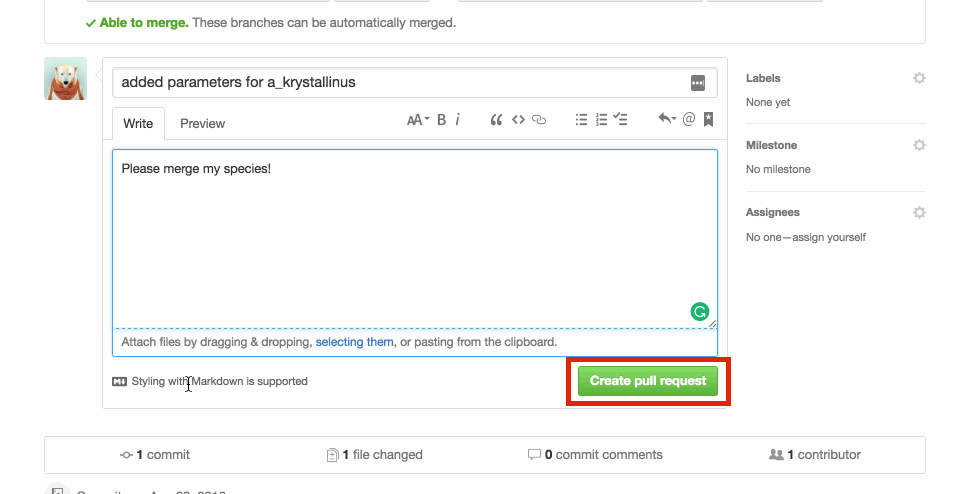 Able to merge. These branches can be automatically merged.
added parameters for a_krystallinus
Write Preview
AA B i
Please merge my species!
Attach files by dragging & dropping, selecting them, or pasting from the clipboard.
Styling with Markdown is supported
Create pull request
Labels
None yet
Milestone
No milestone
Assignees
No one—assign yourself
1 commit 1 file changed 0 commit comments 1 contributor